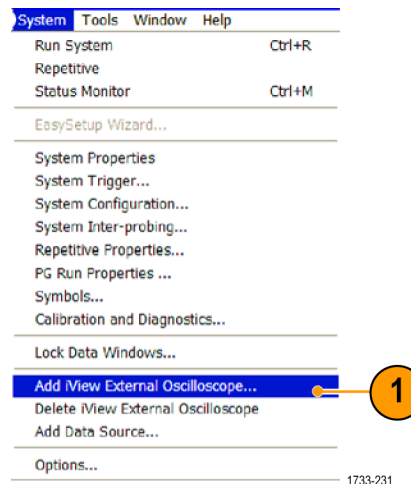 System Tools Window Help
Run System Ctrl+R
Repetitive
Status Monitor Ctrl+M
EasySetup Wizard...
System Properties
System Trigger...
System Configuration...
System Inter-probing...
Repetitive Properties...
PG Run Properties ...
Symbols...
Calibration and Diagnostics...
Lock Data Windows...
Add iView External Oscilloscope...
1
Delete iView External Oscilloscope
Add Data Source...
Options...
1733-231